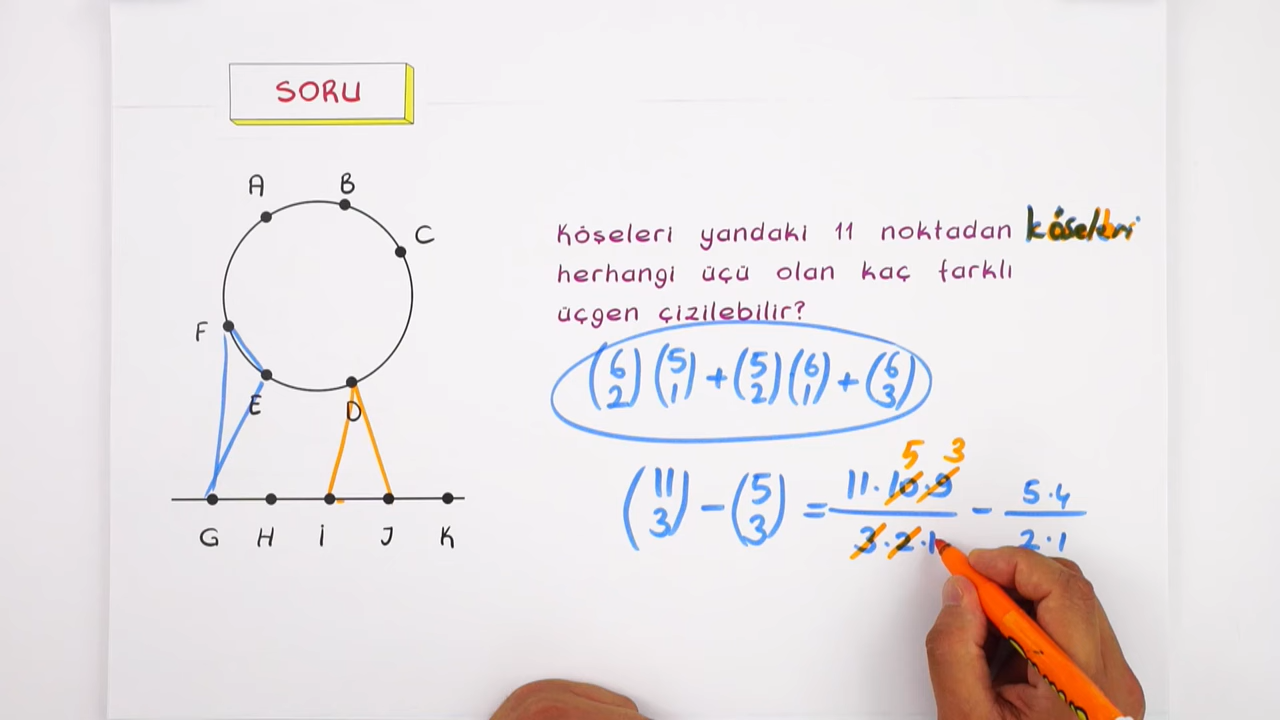 SORU
A
B
C
F
E
D
G H İ J K
Köşeleri yandaki 11 noktadan köseleri
herhangi üçü olan kaç farklı
üçgen çizilebilir?
(6 2) (5 1) + (5 2) (6 1) + (6 3)
5 3
(11 3) - (5 3) = 11.10.9 / 3.2.1 - 5.4 / 2.1